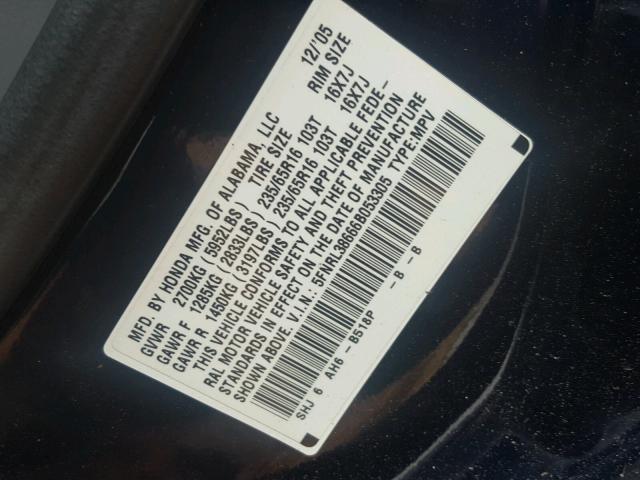 MFD. BY HONDA MFG. OF ALABAMA, LLC 12/'05
GVWR 2700KG (5952LBS) TIRE SIZE RIM SIZE
GAWR F 1285KG (2833LBS) 235/65R16 103T 16X7J
GAWR R 1450KG (3197LBS) 235/65R16 103T 16X7J
THIS VEHICLE CONFORMS TO ALL APPLICABLE FEDE-
RAL MOTOR VEHICLE SAFETY AND THEFT PREVENTION
STANDARDS IN EFFECT ON THE DATE OF MANUFACTURE
SHOWN ABOVE. V.I.N.: 5FNRL38666B053305 TYPE:MPV
SHJ 6 AH6 - B518P - B - B